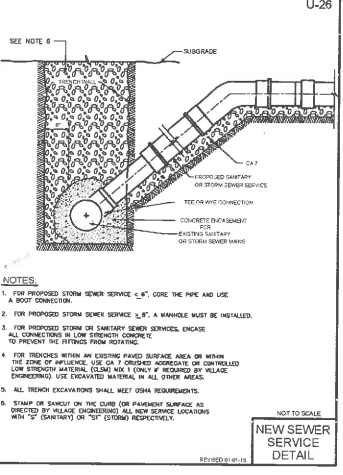 U-26
SEE NOTE 6
SUBGRADE
TRENCH WALL
6"
CA 7
PROPOSED SANITARY
OR STORM SEWER SERVICE
TEE OR WYE CONNECTION
CONCRETE ENCASEMENT
FOR
EXISTING SANITARY
OR STORM SEWER MAINS
NOTES:
1. FOR PROPOSED STORM SEWER SERVICE < 6", CORE THE PIPE AND USE
A BOOT CONNECTION.
2. FOR PROPOSED STORM SEWER SERVICE ≥ 8", A MANHOLE MUST BE INSTALLED.
3. FOR PROPOSED STORM OR SANITARY SEWER SERVICES, ENCASE
ALL CONNECTIONS IN LOW STRENGTH CONCRETE
TO PREVENT THE FITTINGS FROM ROTATING.
4. FOR TRENCHES WITHIN AN EXISTING PAVED SURFACE AREA OR WITHIN
THE ZONE OF INFLUENCE, USE CA 7 CRUSHED AGGREGATE OR CONTROLLED
LOW STRENGTH MATERIAL (CLSM) MIX 1 (ONLY IF REQUIRED BY VILLAGE
ENGINEERING). USE EXCAVATED MATERIAL IN ALL OTHER AREAS.
5. ALL TRENCH EXCAVATIONS SHALL MEET OSHA REQUIREMENTS.
6. STAMP OR SAWCUT ON THE CURB (OR PAVEMENT SURFACE AS
DIRECTED BY VILLAGE ENGINEERING) ALL NEW SERVICE LOCATIONS
WITH "S" (SANITARY) OR "ST" (STORM) RESPECTIVELY.
NOT TO SCALE
NEW SEWER
SERVICE
DETAIL
REVISED 01-01-19